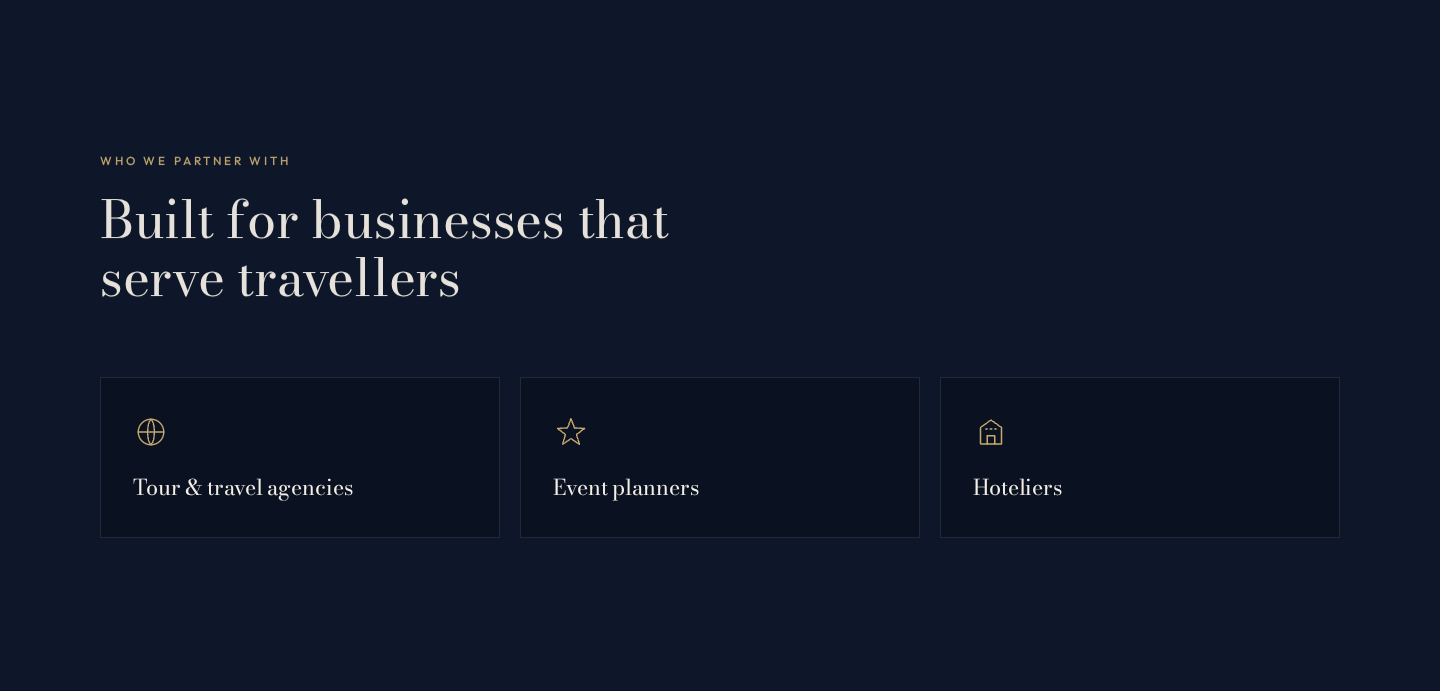 WHO WE PARTNER WITH
Built for businesses that
serve travellers
Tour & travel agencies
Event planners
Hoteliers